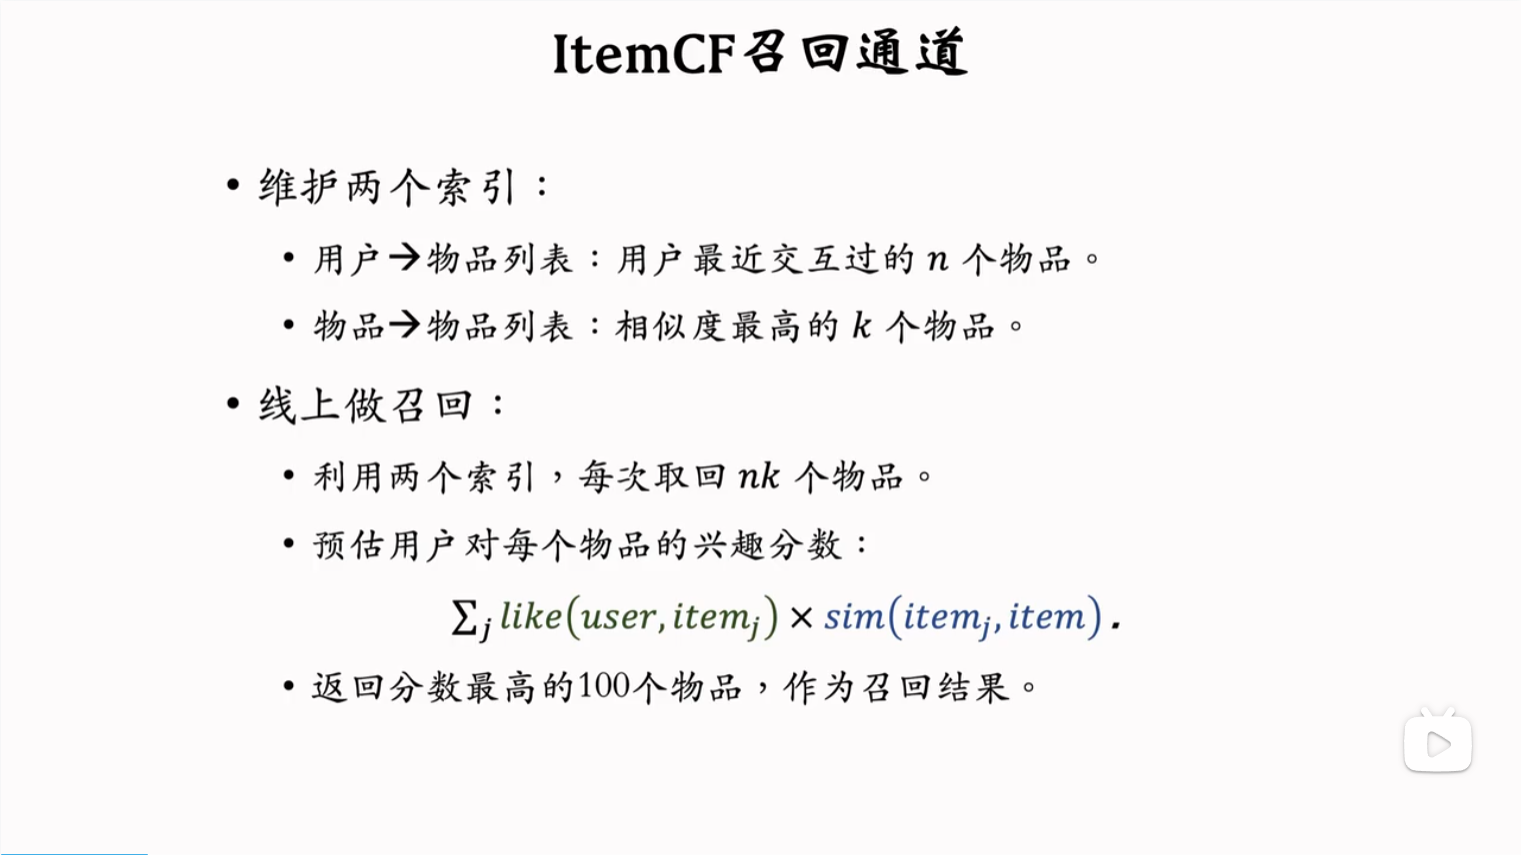 ItemCF召回通道
• 维护两个索引：
• 用户→物品列表：用户最近交互过的 n 个物品。
• 物品→物品列表：相似度最高的 k 个物品。
• 线上做召回：
• 利用两个索引，每次取回 nk 个物品。
• 预估用户对每个物品的兴趣分数：
∑ⱼ like(user, itemⱼ) × sim(itemⱼ, item) .
• 返回分数最高的100个物品，作为召回结果。